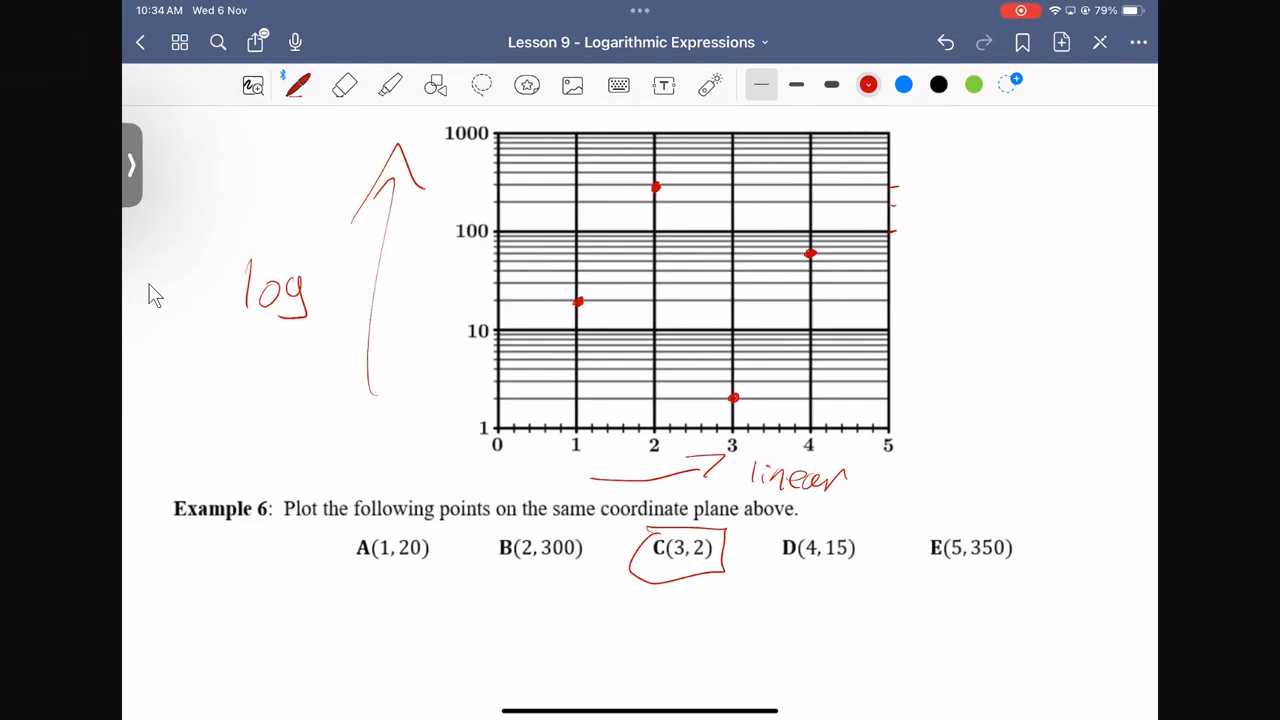 10:34 AM Wed 6 Nov
79%
Lesson 9 - Logarithmic Expressions
T
1000
100
log
10
1
0 1 2 3 4 5
linear
Example 6: Plot the following points on the same coordinate plane above.
A(1, 20) B(2, 300) C(3, 2) D(4, 15) E(5, 350)